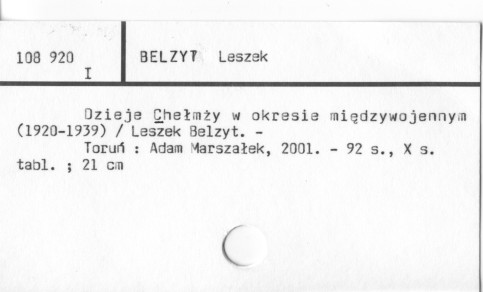 108 920
I
BELZYT Leszek
Dzieje Chełmży w okresie międzywojennym
(1920-1939) / Leszek Belzyt. -
Toruń : Adam Marszałek, 2001. - 92 s., X s.
tabl. ; 21 cm